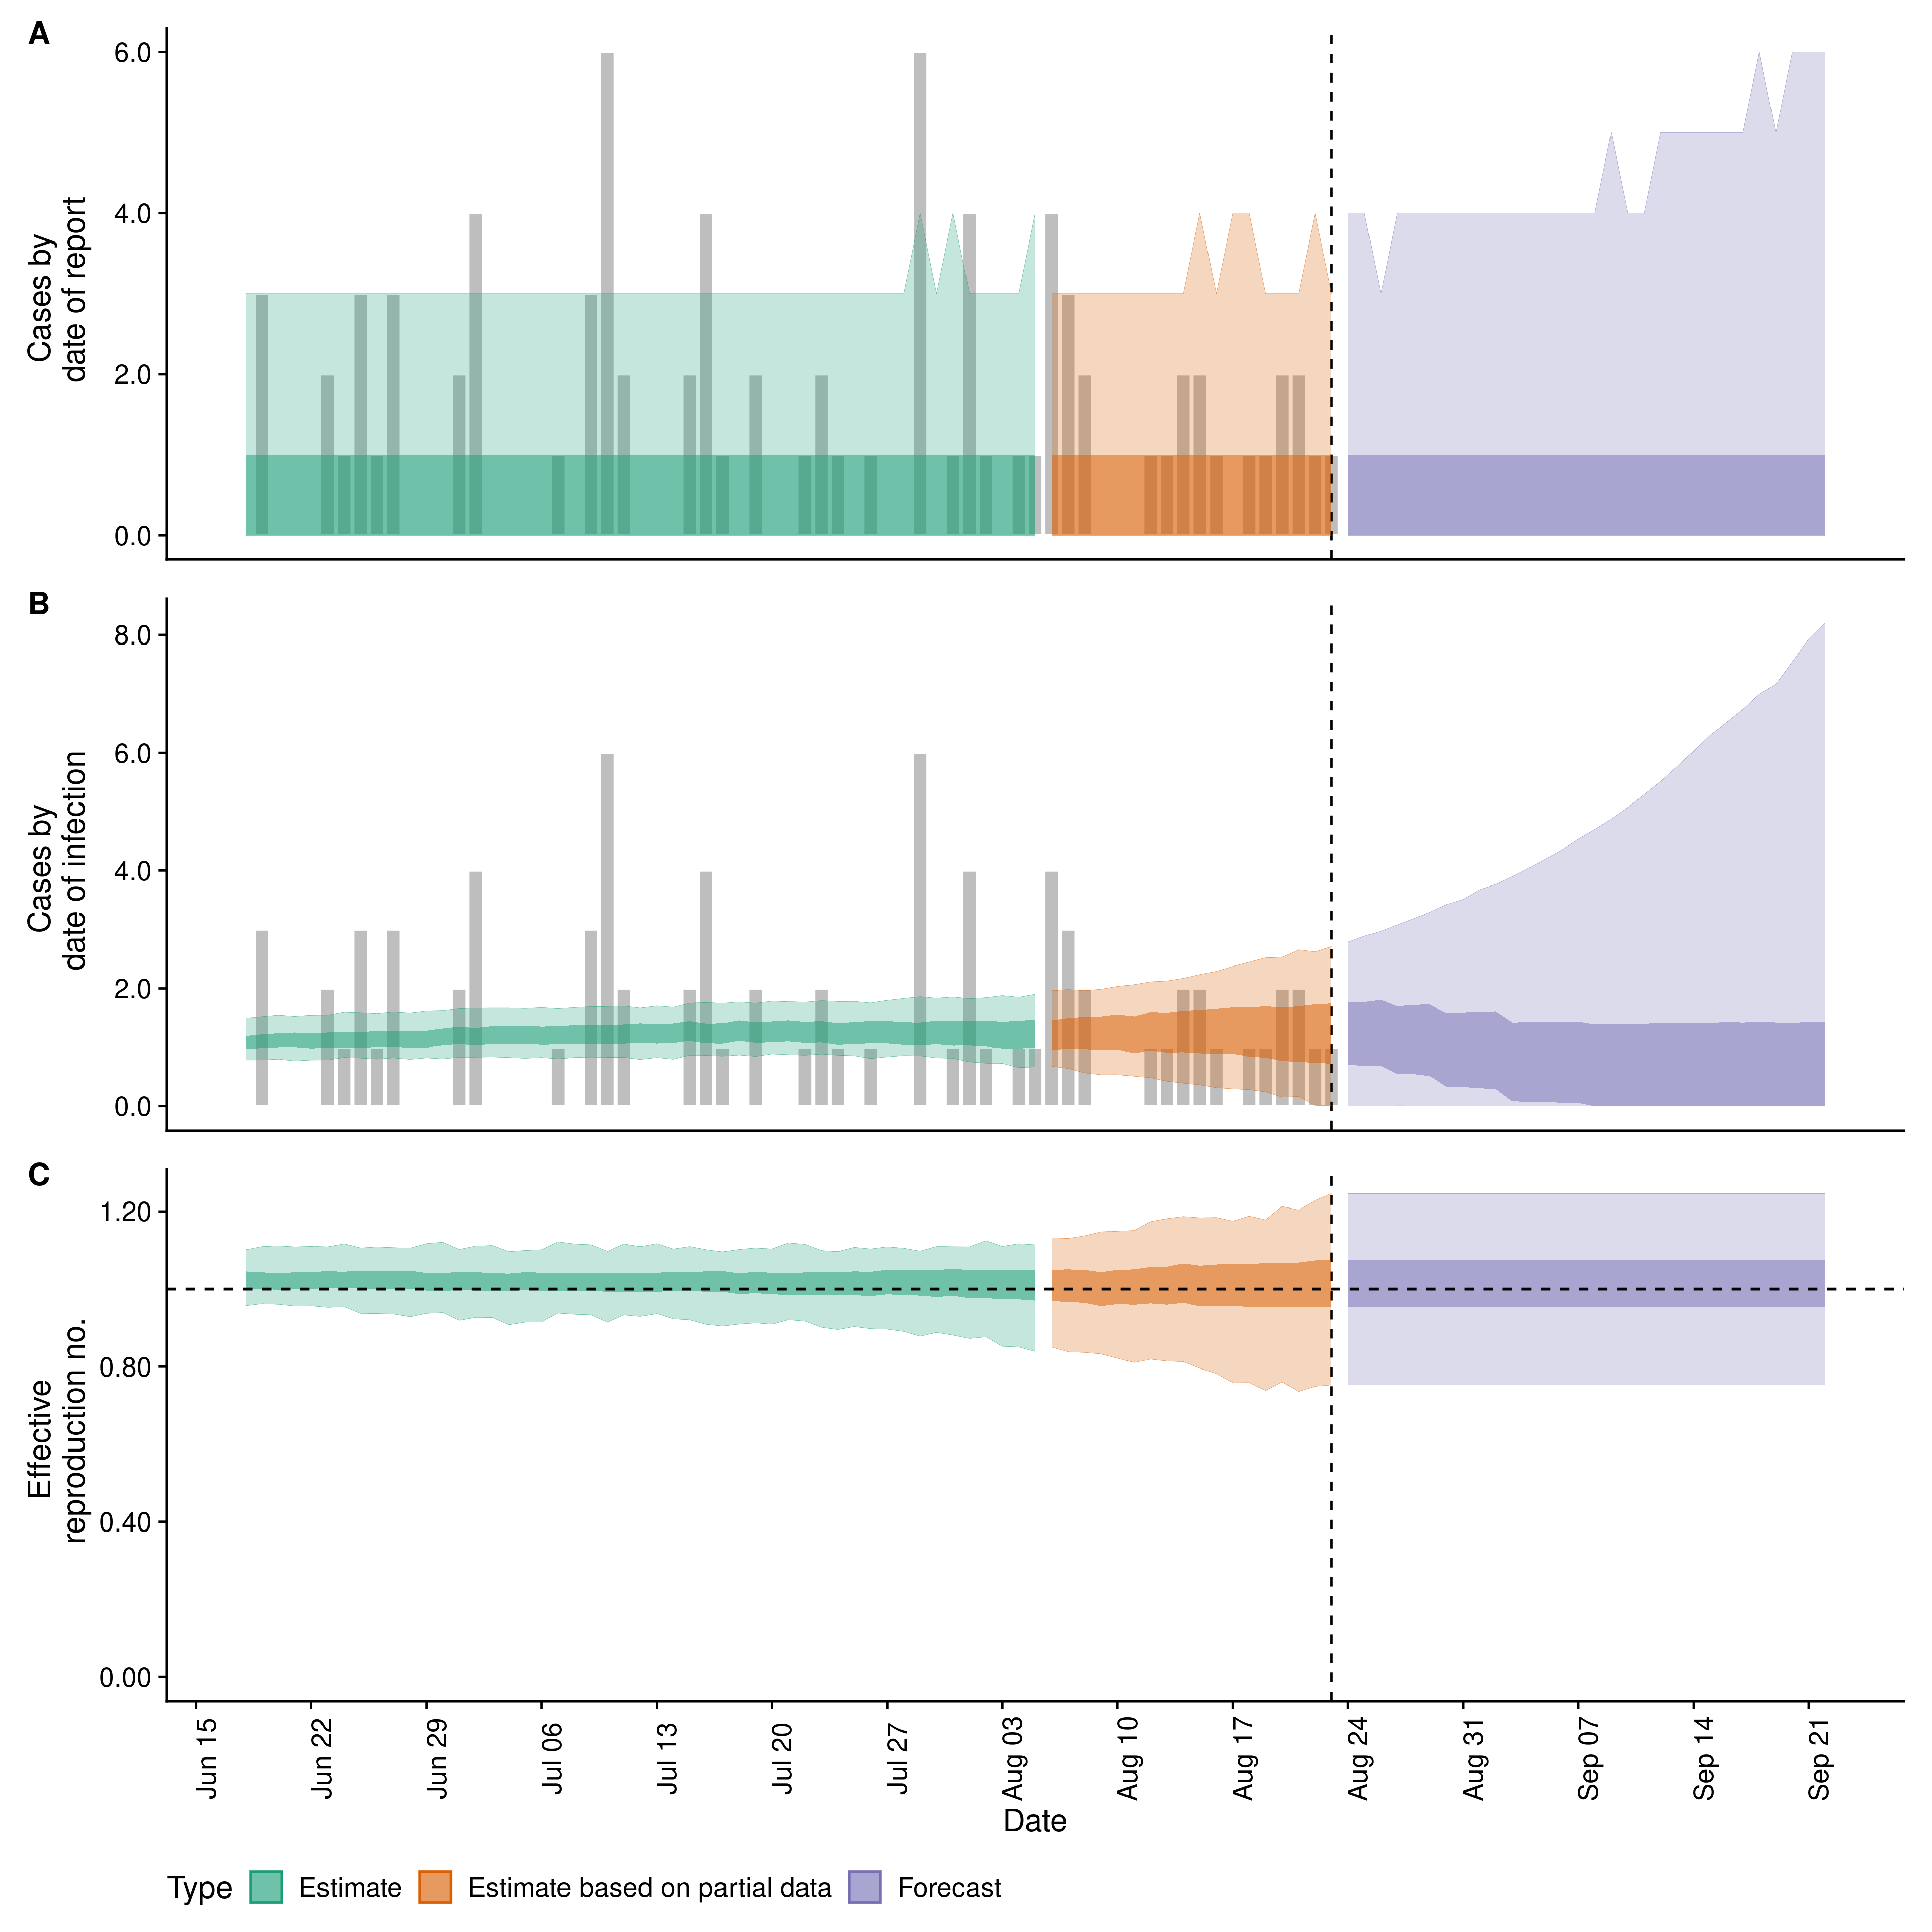 A
6.0
4.0
2.0
0.0
Cases by
date of report
B
8.0
6.0
4.0
2.0
0.0
Cases by
date of infection
C
1.20
0.80
0.40
0.00
Effective
reproduction no.
Jun 15
Jun 22
Jun 29
Jul 06
Jul 13
Jul 20
Jul 27
Aug 03
Aug 10
Aug 17
Aug 24
Aug 31
Sep 07
Sep 14
Sep 21
Date
Type Estimate Estimate based on partial data Forecast